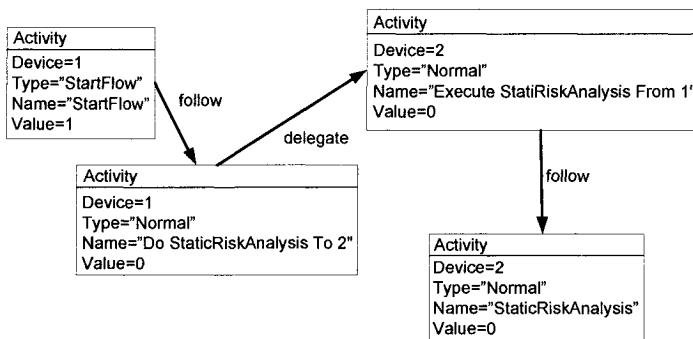 Activity
Device=1
Type="StartFlow"
Name="StartFlow"
Value=1
follow
delegate
Activity
Device=2
Type="Normal"
Name="Execute StatiRiskAnalysis From 1"
Value=0
Activity
Device=1
Type="Normal"
Name="Do StaticRiskAnalysis To 2"
Value=0
follow
Activity
Device=2
Type="Normal"
Name="StaticRiskAnalysis"
Value=0